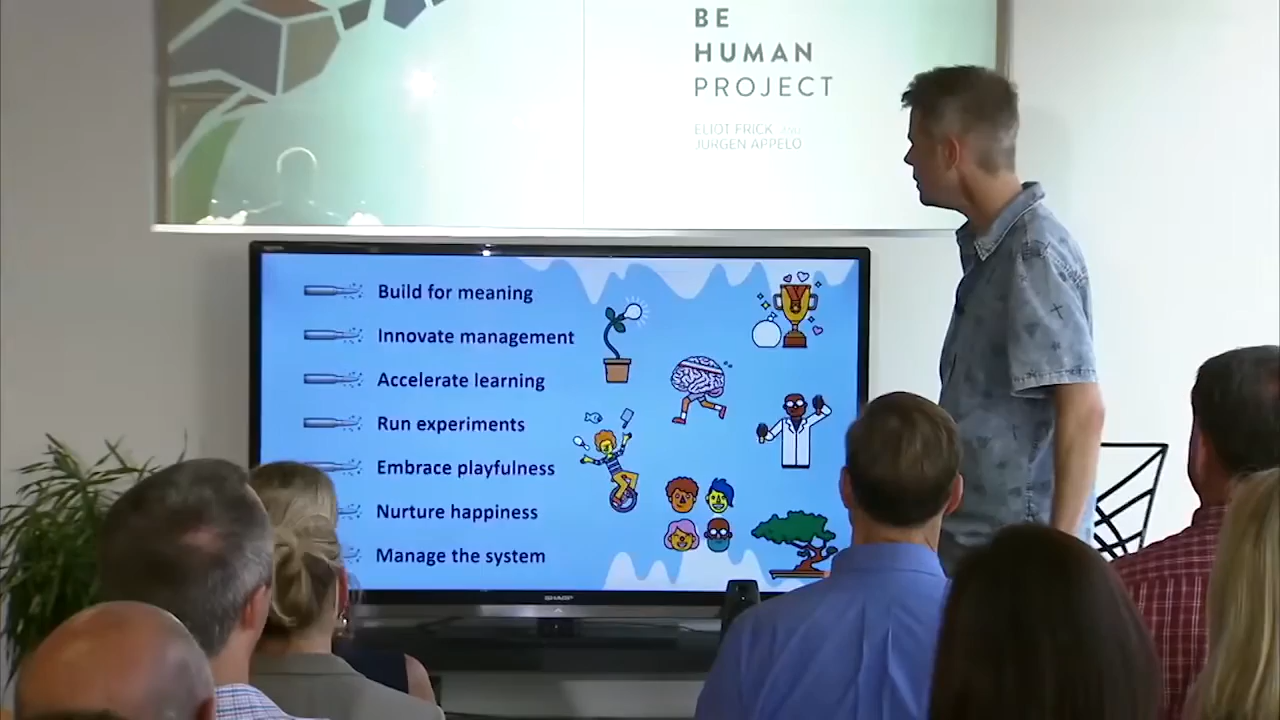 BE
HUMAN
PROJECT
ELIOT FRICK AND
JURGEN APPELO
Build for meaning
Innovate management
Accelerate learning
Run experiments
Embrace playfulness
Nurture happiness
Manage the system
SHARP